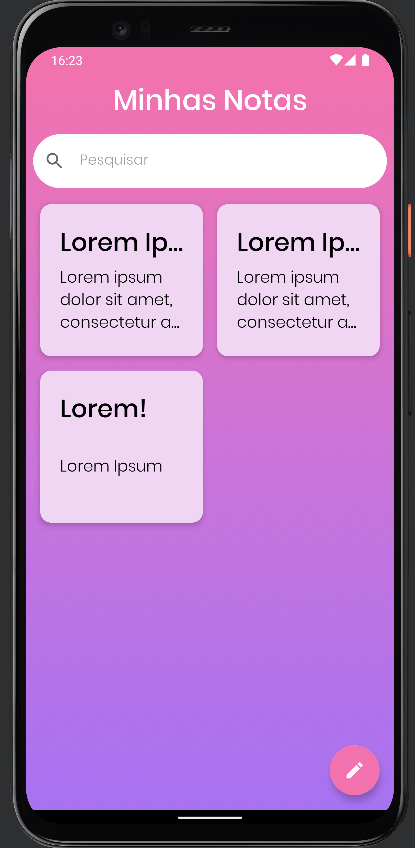 16:23
Minhas Notas
Pesquisar
Lorem Ip...
Lorem ipsum
dolor sit amet,
consectetur a...
Lorem Ip...
Lorem ipsum
dolor sit amet,
consectetur a...
Lorem!
Lorem Ipsum